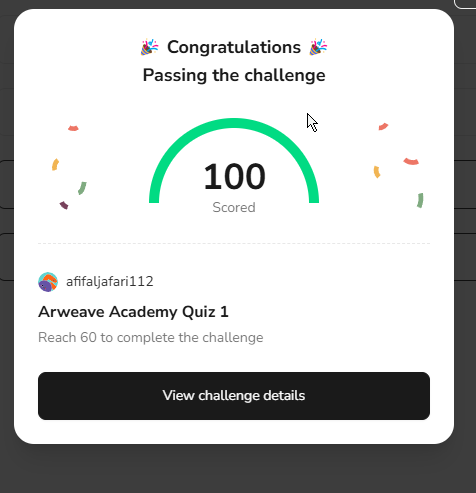 🎉 Congratulations 🎉
Passing the challenge
100
Scored
afifaljafari112
Arweave Academy Quiz 1
Reach 60 to complete the challenge
View challenge details